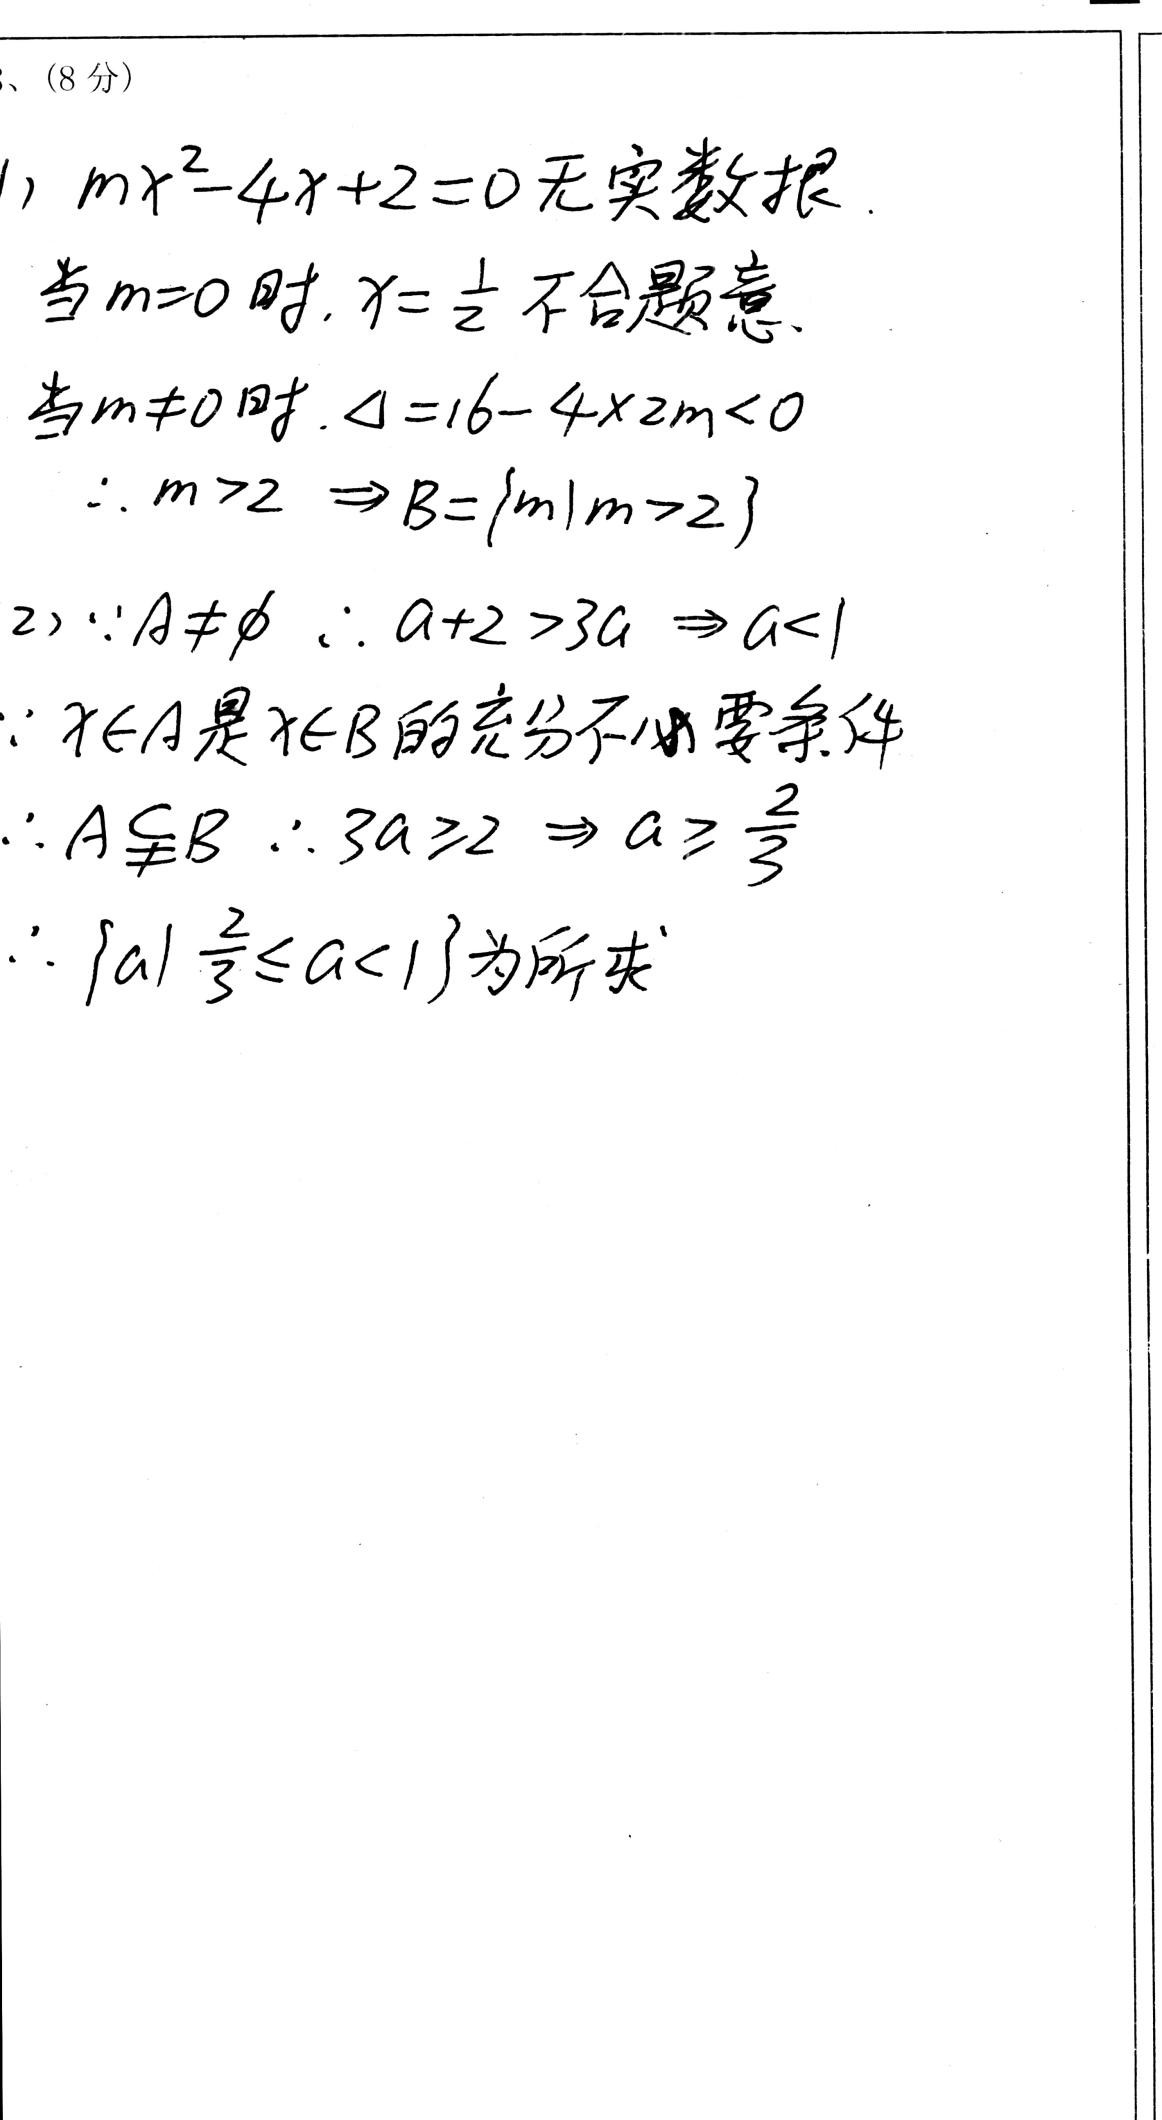 、(8分)
1) mx²-4x+2=0无实数根.
当m=0时.x=1/2不合题意、
当m≠0时.Δ=16-4×2m<0
∴m>2 ⇒B={m|m>2}
2)∵A≠∅ ∴a+2>3a ⇒a<1
∵x∈A是x∈B的充分不必要条件
∴A⫋B ∴3a≥2 ⇒a≥2/3
∴{a|2/3≤a<1}为所求